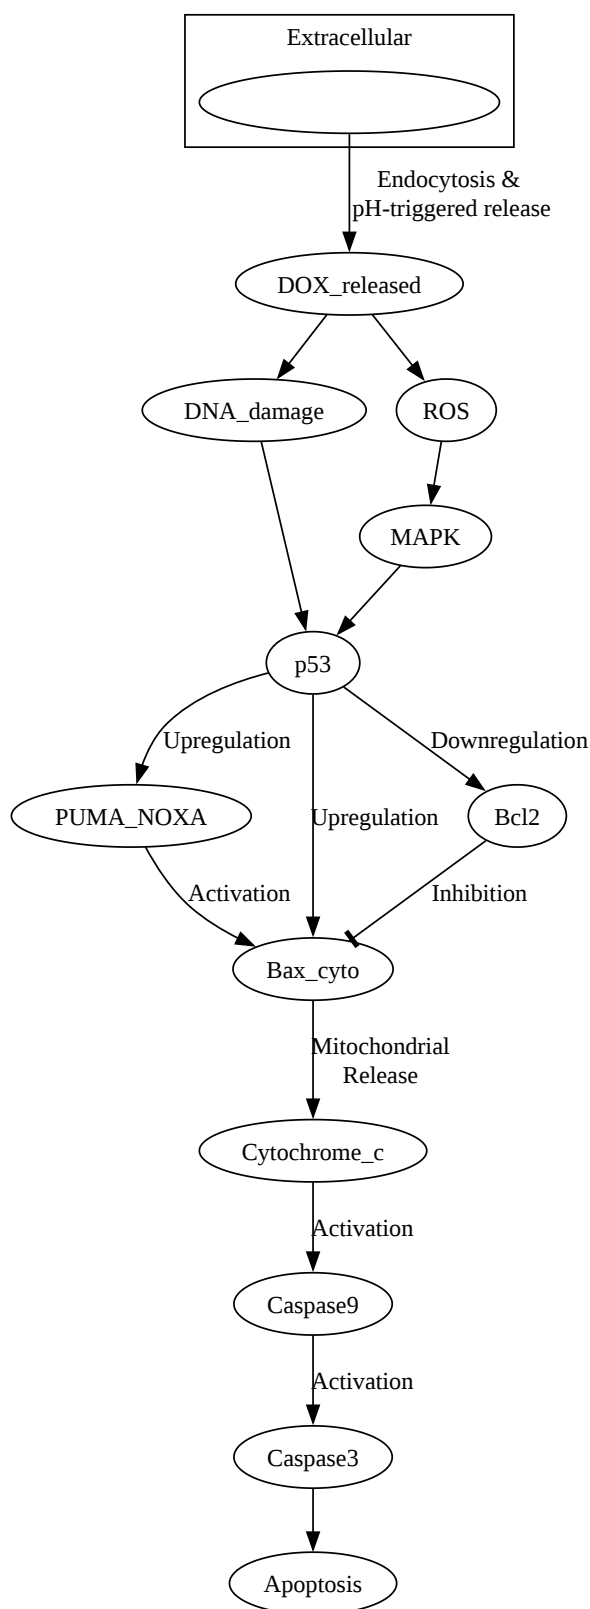 Extracellular
Endocytosis &
pH-triggered release
DOX_released
DNA_damage
ROS
MAPK
p53
Upregulation
Downregulation
PUMA_NOXA
Upregulation
Bcl2
Activation
Inhibition
Bax_cyto
Mitochondrial
Release
Cytochrome_c
Activation
Caspase9
Activation
Caspase3
Apoptosis